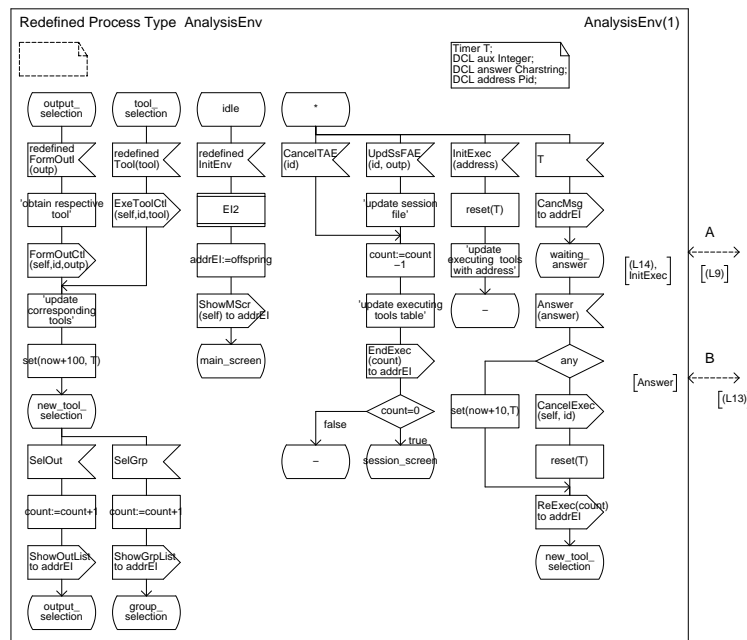 Redefined Process Type AnalysisEnv
AnalysisEnv(1)
Timer T;
DCL aux Integer;
DCL answer Charstring;
DCL address Pid;
output_
selection
tool_
selection
idle
*
redefined
FormOutI
(outp)
redefined
Tool(tool)
redefined
InitEnv
CancelTAE
(id)
UpdSsFAE
(id, outp)
InitExec
(address)
T
'obtain respective
tool'
ExeToolCtl
(self,id,tool)
EI2
'update session
file'
reset(T)
CancMsg
to addrEI
FormOutCtl
(self,id,outp)
addrEI:=offspring
count:=count
-1
'update
executing tools
with address'
waiting_
answer
'update
corresponding
tools'
ShowMScr
(self) to addrEI
'update executing
tools table'
-
Answer
(answer)
set(now+100, T)
main_screen
EndExec
(count)
to addrEI
any
new_tool_
selection
count=0
set(now+10,T)
CancelExec
(self, id)
false
true
SelOut
SelGrp
-
session_screen
reset(T)
count:=count+1
count:=count+1
ReExec(count)
to addrEI
ShowOutList
to addrEI
ShowGrpList
to addrEI
new_tool_
selection
output_
selection
group_
selection
A
(L14),
InitExec
(L9)
B
[Answer]
(L13)